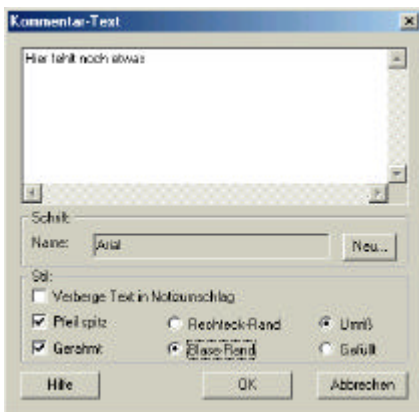 Kommentar-Text
Hier fehlt noch etwas
Schrift:
Name: Arial Neu...
Stil:
Verberge Text in Notizumschlag
Pfeil spitz Rechteck-Rand Umriß
Gerahmt Blase-Rand Gefüllt
Hilfe OK Abbrechen